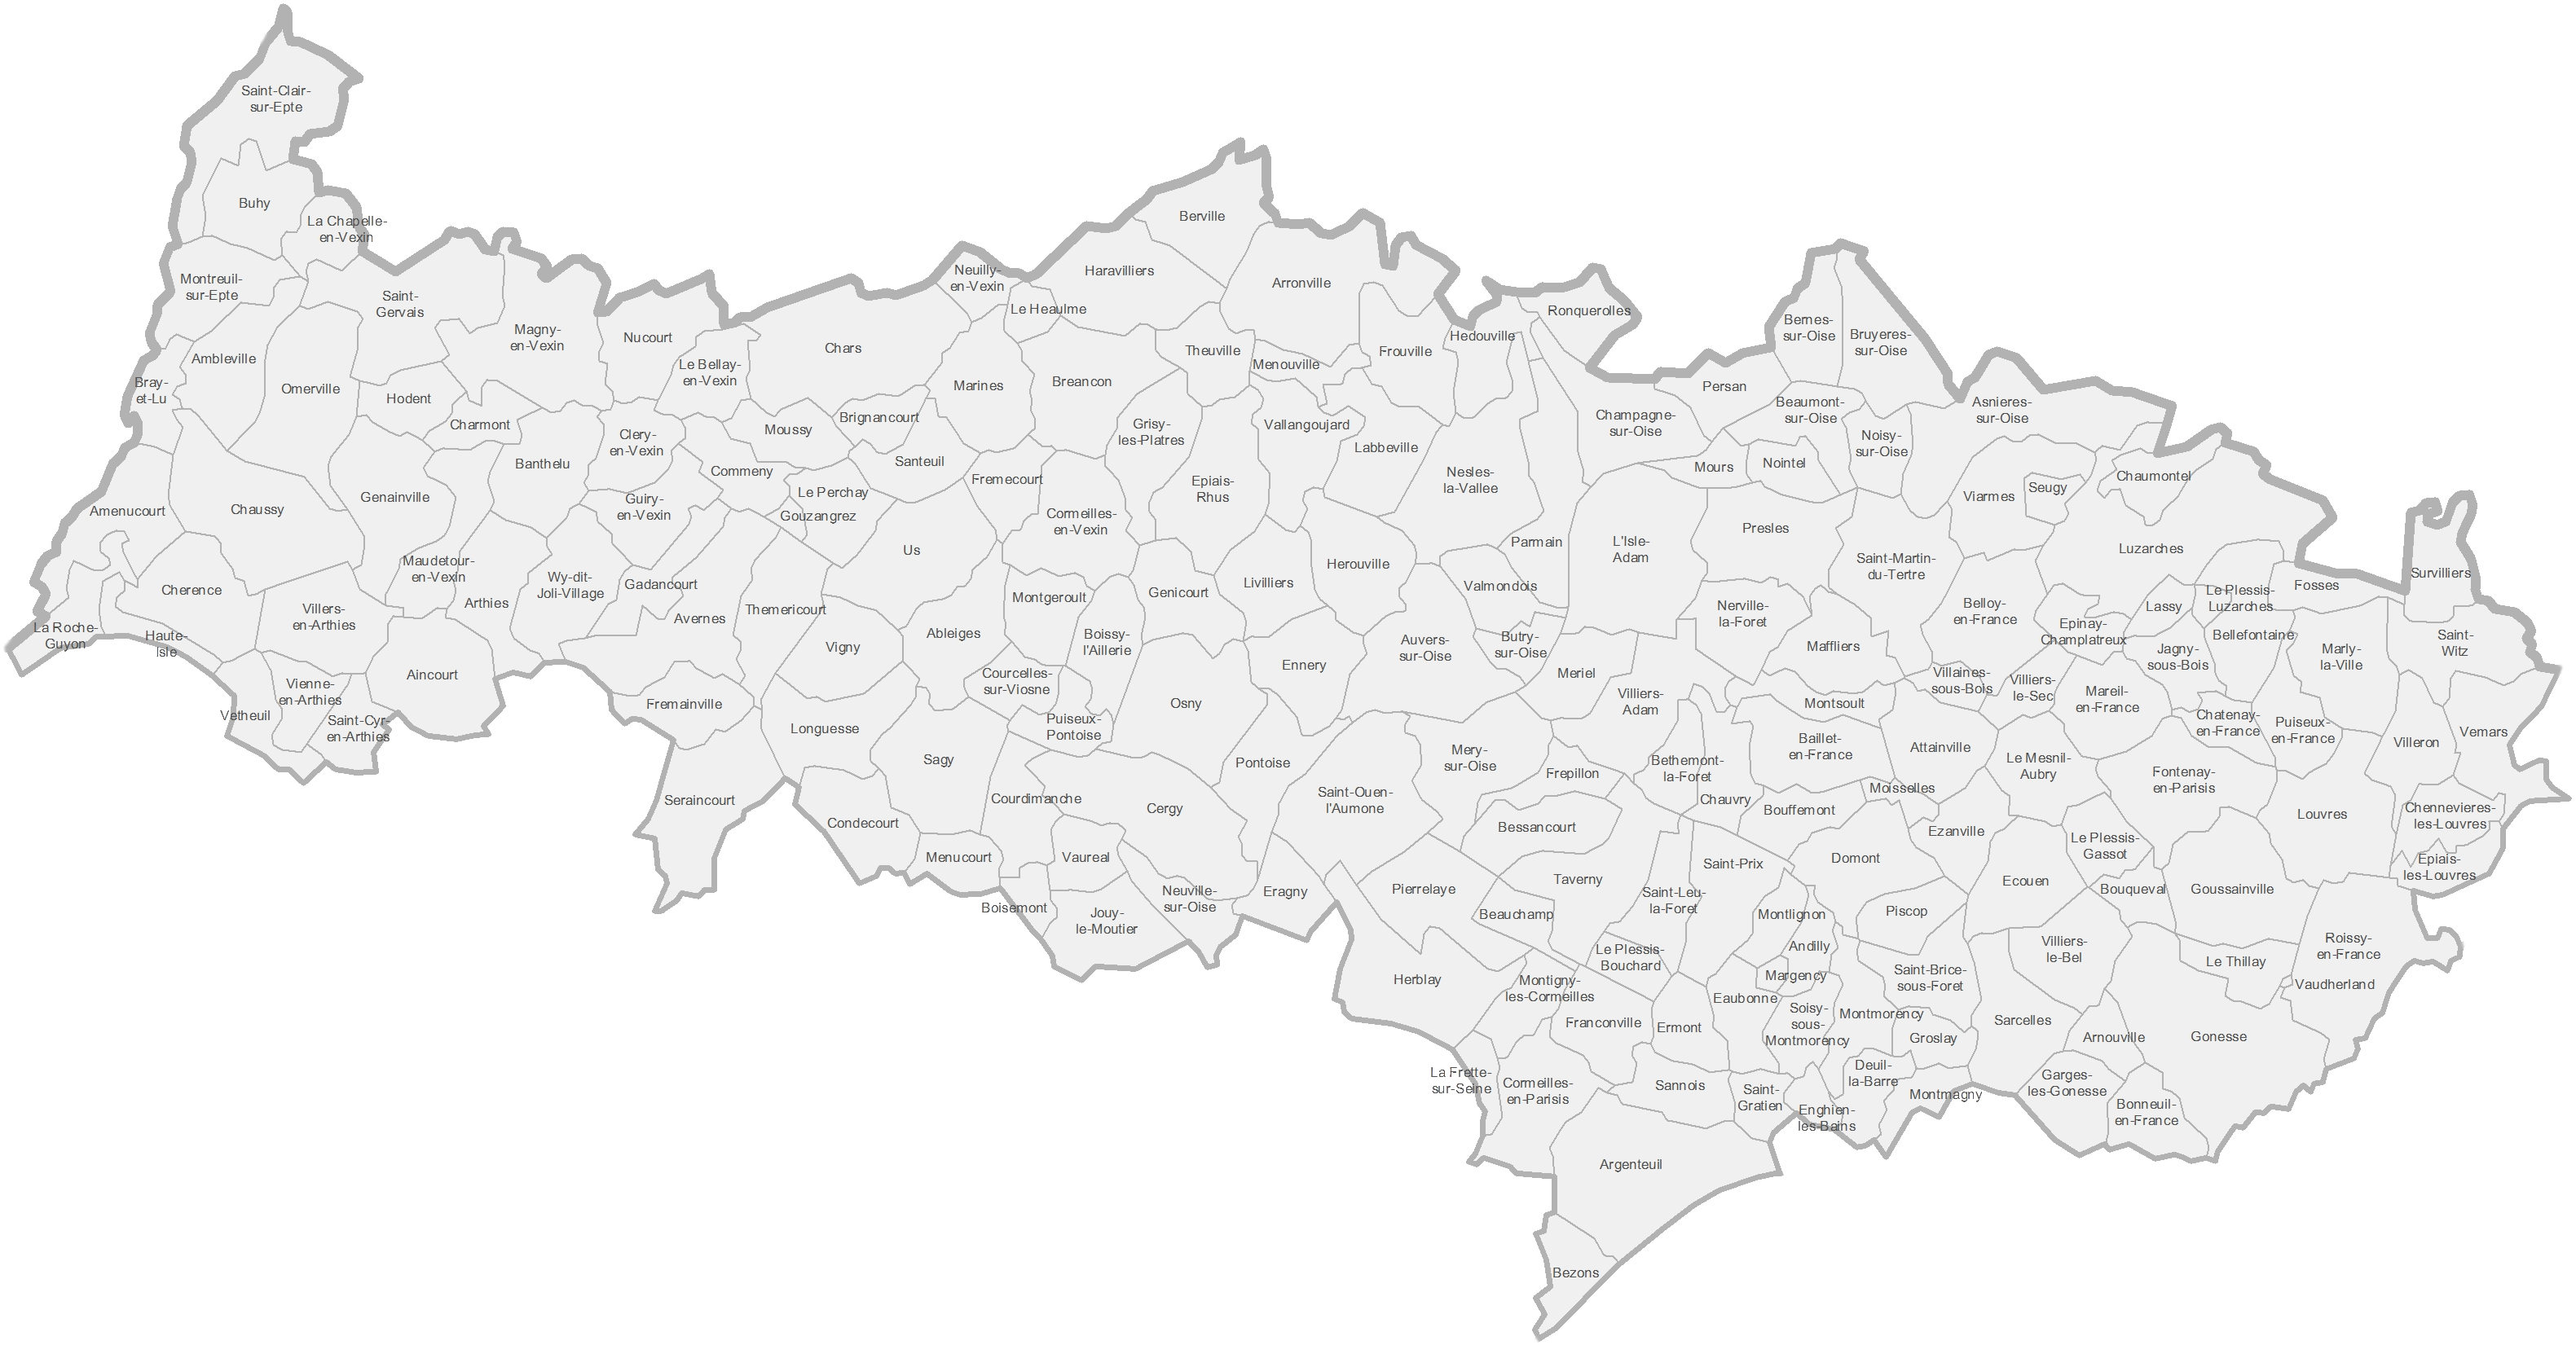 Saint-Clair-
sur-Epte
Buhy
La Chapelle-
en-Vexin
Montreuil-
sur-Epte
Saint-
Gervais
Magny-
en-Vexin
Nucourt
Le Bellay-
en-Vexin
Ambleville
Bray-
et-Lu
Omerville
Hodent
Charmont
Banthelu
Clery-
en-Vexin
Guiry-
en-Vexin
Genainville
Chaussy
Amenucourt
Cherence
La Roche-
Guyon
Haute-
Isle
Villers-
en-Arthies
Maudetour-
en-Vexin
Arthies
Wy-dit-
Joli-Village
Gadancourt
Avernes
Aincourt
Vienne-
en-Arthies
Vetheuil
Saint-Cyr-
en-Arthies
Fremainville
Seraincourt
Chars
Neuilly-
en-Vexin
Le Heaulme
Haravilliers
Berville
Arronville
Theuville
Menouville
Frouville
Hedouville
Ronquerolles
Marines
Breancon
Brignancourt
Moussy
Commeny
Santeuil
Le Perchay
Gouzangrez
Us
Themericourt
Vigny
Longuesse
Condecourt
Sagy
Ableiges
Fremecourt
Cormeilles-
en-Vexin
Grisy-
les-Platres
Epiais-
Rhus
Vallangoujard
Labbeville
Nesles-
la-Vallee
Parmain
Valmondois
Butry-
sur-Oise
Auvers-
sur-Oise
Herouville
Livilliers
Genicourt
Montgeroult
Boissy-
l'Aillerie
Courcelles-
sur-Viosne
Puiseux-
Pontoise
Osny
Ennery
Pontoise
Cergy
Courdimanche
Menucourt
Vaureal
Boisemont
Jouy-
le-Moutier
Neuville-
sur-Oise
Eragny
Saint-Ouen-
l'Aumone
Mery-
sur-Oise
Frepillon
Bessancourt
Pierrelaye
Beauchamp
Taverny
Herblay
Montigny-
les-Cormeilles
La Frette-
sur-Seine
Cormeilles-
en-Parisis
Franconville
Le Plessis-
Bouchard
Saint-Leu-
la-Foret
Ermont
Sannois
Saint-
Gratien
Argenteuil
Bezons
Champagne-
sur-Oise
Persan
Bernes-
sur-Oise
Bruyeres-
sur-Oise
Beaumont-
sur-Oise
Mours
Nointel
Noisy-
sur-Oise
Asnieres-
sur-Oise
L'Isle-
Adam
Presles
Nerville-
la-Foret
Saint-Martin-
du-Tertre
Viarmes
Seugy
Chaumontel
Luzarches
Belloy-
en-France
Epinay-
Champlatreux
Lassy
Le Plessis-
Luzarches
Fosses
Survilliers
Bellefontaine
Jagny-
sous-Bois
Marly-
la-Ville
Saint-
Witz
Vemars
Villeron
Puiseux-
en-France
Chatenay-
en-France
Mareil-
en-France
Villiers-
le-Sec
Villaines-
sous-Bois
Maffliers
Montsoult
Meriel
Villiers-
Adam
Bethemont-
la-Foret
Chauvry
Baillet-
en-France
Bouffemont
Moisselles
Attainville
Le Mesnil-
Aubry
Fontenay-
en-Parisis
Louvres
Chennevieres-
les-Louvres
Epiais-
les-Louvres
Ezanville
Le Plessis-
Gassot
Ecouen
Bouqueval
Goussainville
Domont
Saint-Prix
Montlignon
Piscop
Andilly
Margency
Eaubonne
Soisy-
sous-
Montmorency
Montmorency
Saint-Brice-
sous-Foret
Groslay
Deuil-
la-Barre
Enghien-
les-Bains
Montmagny
Villiers-
le-Bel
Sarcelles
Arnouville
Garges-
les-Gonesse
Bonneuil-
en-France
Gonesse
Le Thillay
Roissy-
en-France
Vaudherland